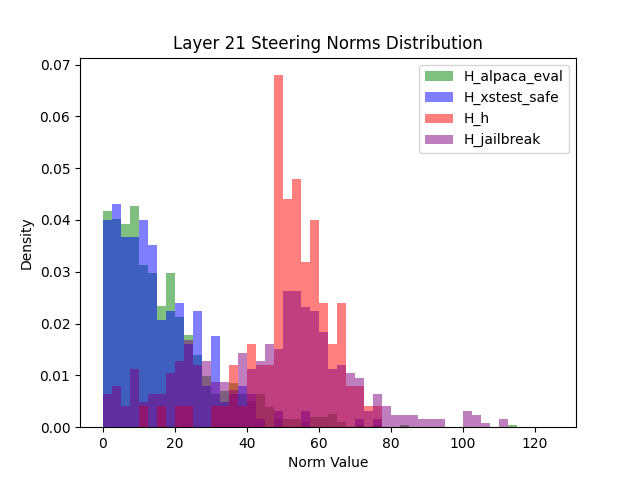 Layer 21 Steering Norms Distribution
0.07
0.06
0.05
0.04
0.03
0.02
0.01
0.00
Density
H_alpaca_eval
H_xstest_safe
H_h
H_jailbreak
0 20 40 60 80 100 120
Norm Value